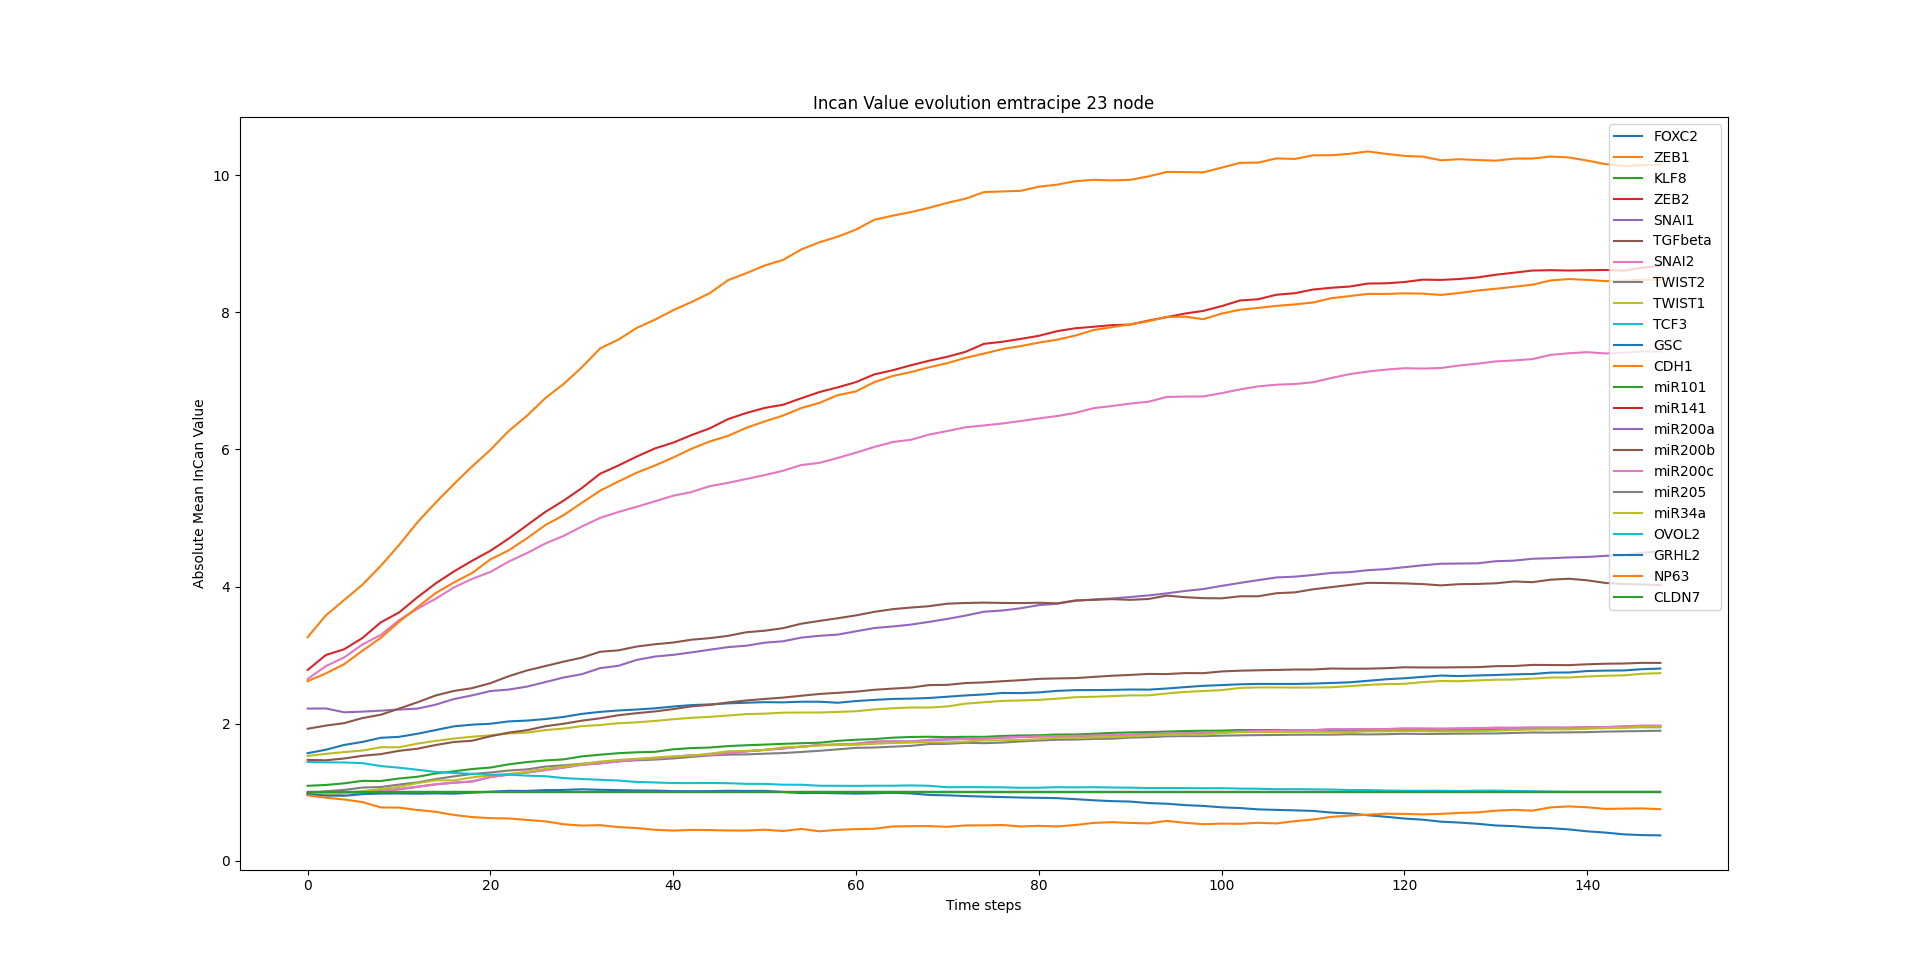 Incan Value evolution emtracipe 23 node
Absolute Mean InCan Value
10
8
6
4
2
0
0 20 40 60 80 100 120 140
Time steps
FOXC2
ZEB1
KLF8
ZEB2
SNAI1
TGFbeta
SNAI2
TWIST2
TWIST1
TCF3
GSC
CDH1
miR101
miR141
miR200a
miR200b
miR200c
miR205
miR34a
OVOL2
GRHL2
NP63
CLDN7